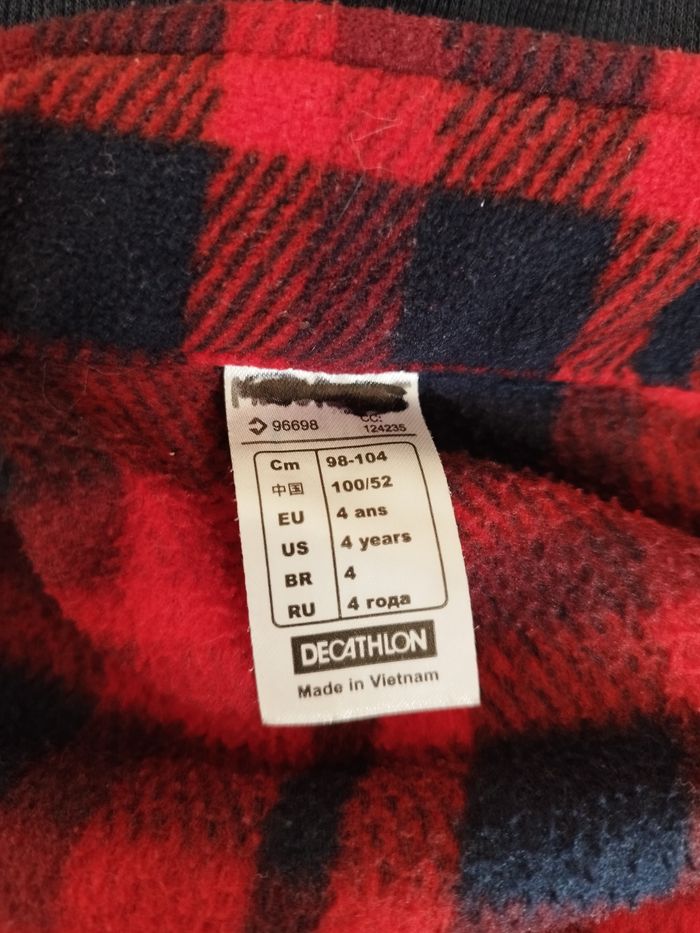 96698
CC:
124235
Cm 98-104
中国 100/52
EU 4 ans
US 4 years
BR 4
RU 4 года
DECATHLON
Made in Vietnam